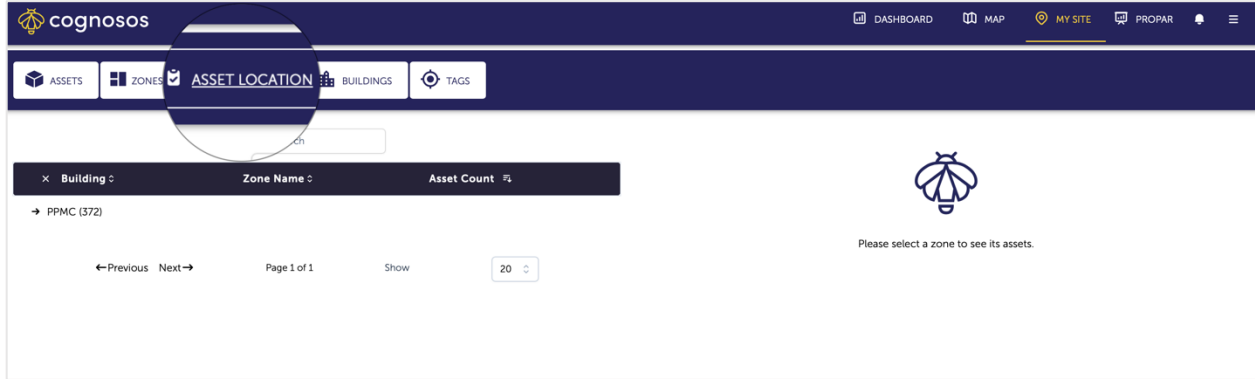 cognosos
DASHBOARD MAP MY SITE PROPAR
ASSETS ZONES ASSET LOCATION BUILDINGS TAGS
× Building Zone Name Asset Count
→ PPMC (372)
←Previous Next→ Page 1 of 1 Show 20
Please select a zone to see its assets.